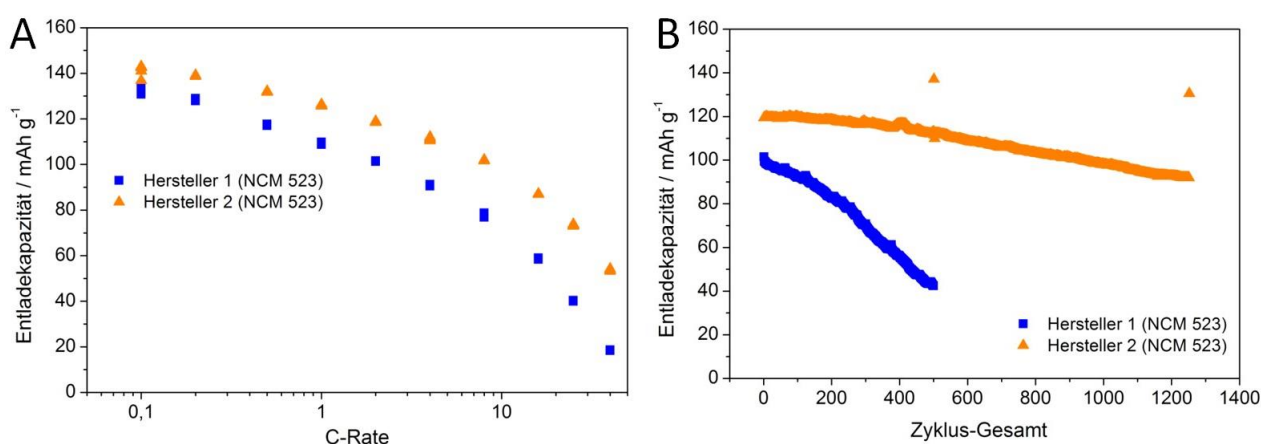 A
160
140
120
100
80
60
40
20
0
Entladekapazität / mAh g⁻¹
Hersteller 1 (NCM 523)
Hersteller 2 (NCM 523)
0,1
1
10
C-Rate
B
160
140
120
100
80
60
40
20
0
Entladekapazität / mAh g⁻¹
Hersteller 1 (NCM 523)
Hersteller 2 (NCM 523)
0
200
400
600
800
1000
1200
1400
Zyklus-Gesamt